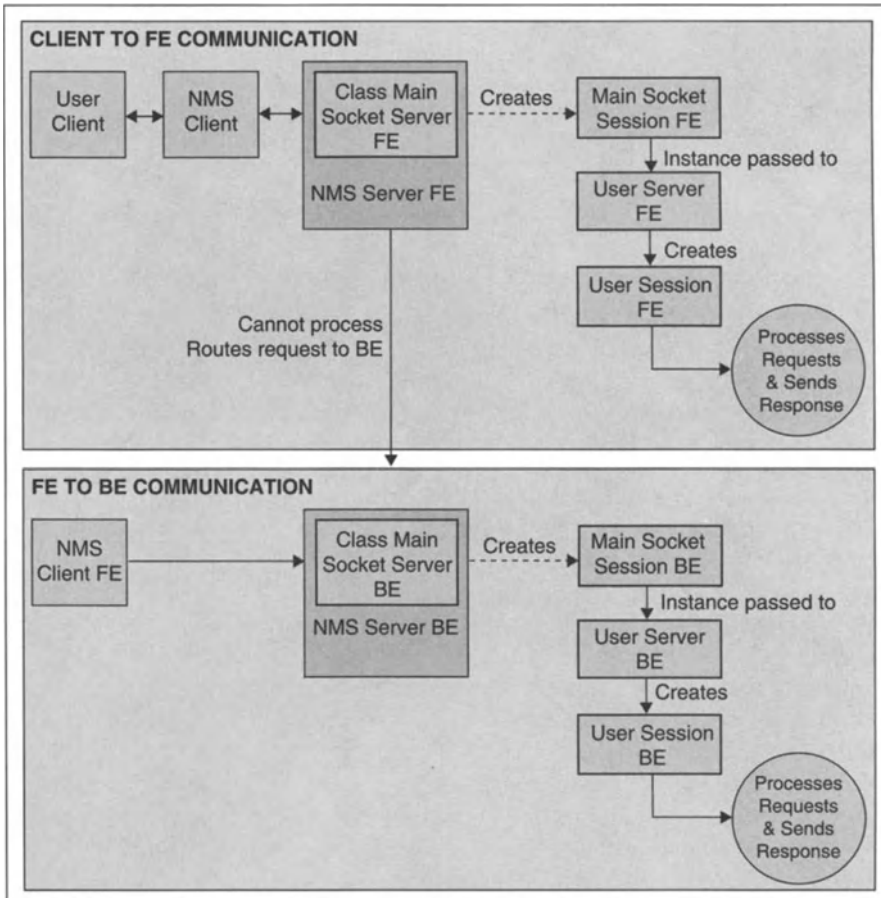 CLIENT TO FE COMMUNICATION
User
Client
NMS
Client
Class Main
Socket Server
FE
NMS Server FE
Creates
Main Socket
Session FE
Instance passed to
User Server
FE
Creates
User Session
FE
Cannot process
Routes request to BE
Processes
Requests
& Sends
Response
FE TO BE COMMUNICATION
NMS
Client FE
Class Main
Socket Server
BE
NMS Server BE
Creates
Main Socket
Session BE
Instance passed to
User Server
BE
Creates
User Session
BE
Processes
Requests
& Sends
Response